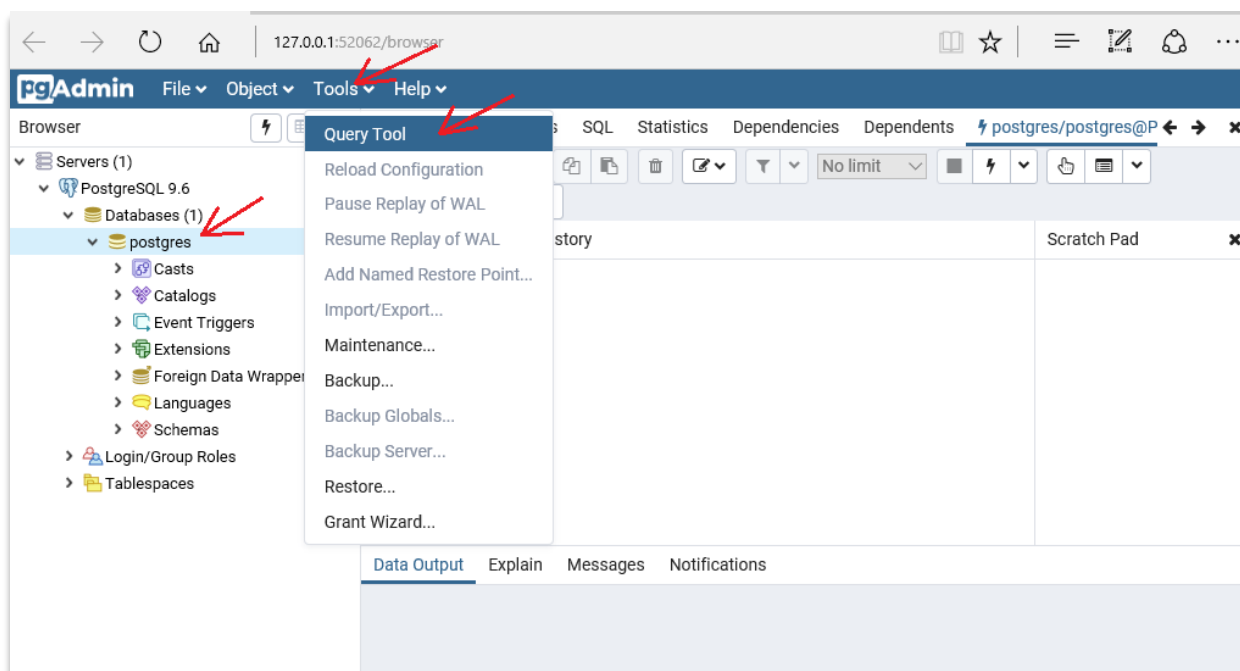 127.0.0.1:52062/browser
pgAdmin File Object Tools Help
Browser
SQL Statistics Dependencies Dependents postgres/postgres@P
Servers (1)
PostgreSQL 9.6
Databases (1)
postgres
Casts
Catalogs
Event Triggers
Extensions
Foreign Data Wrapper
Languages
Schemas
Login/Group Roles
Tablespaces
Query Tool
Reload Configuration
Pause Replay of WAL
Resume Replay of WAL
Add Named Restore Point...
Import/Export...
Maintenance...
Backup...
Backup Globals...
Backup Server...
Restore...
Grant Wizard...
No limit
story
Scratch Pad
Data Output Explain Messages Notifications